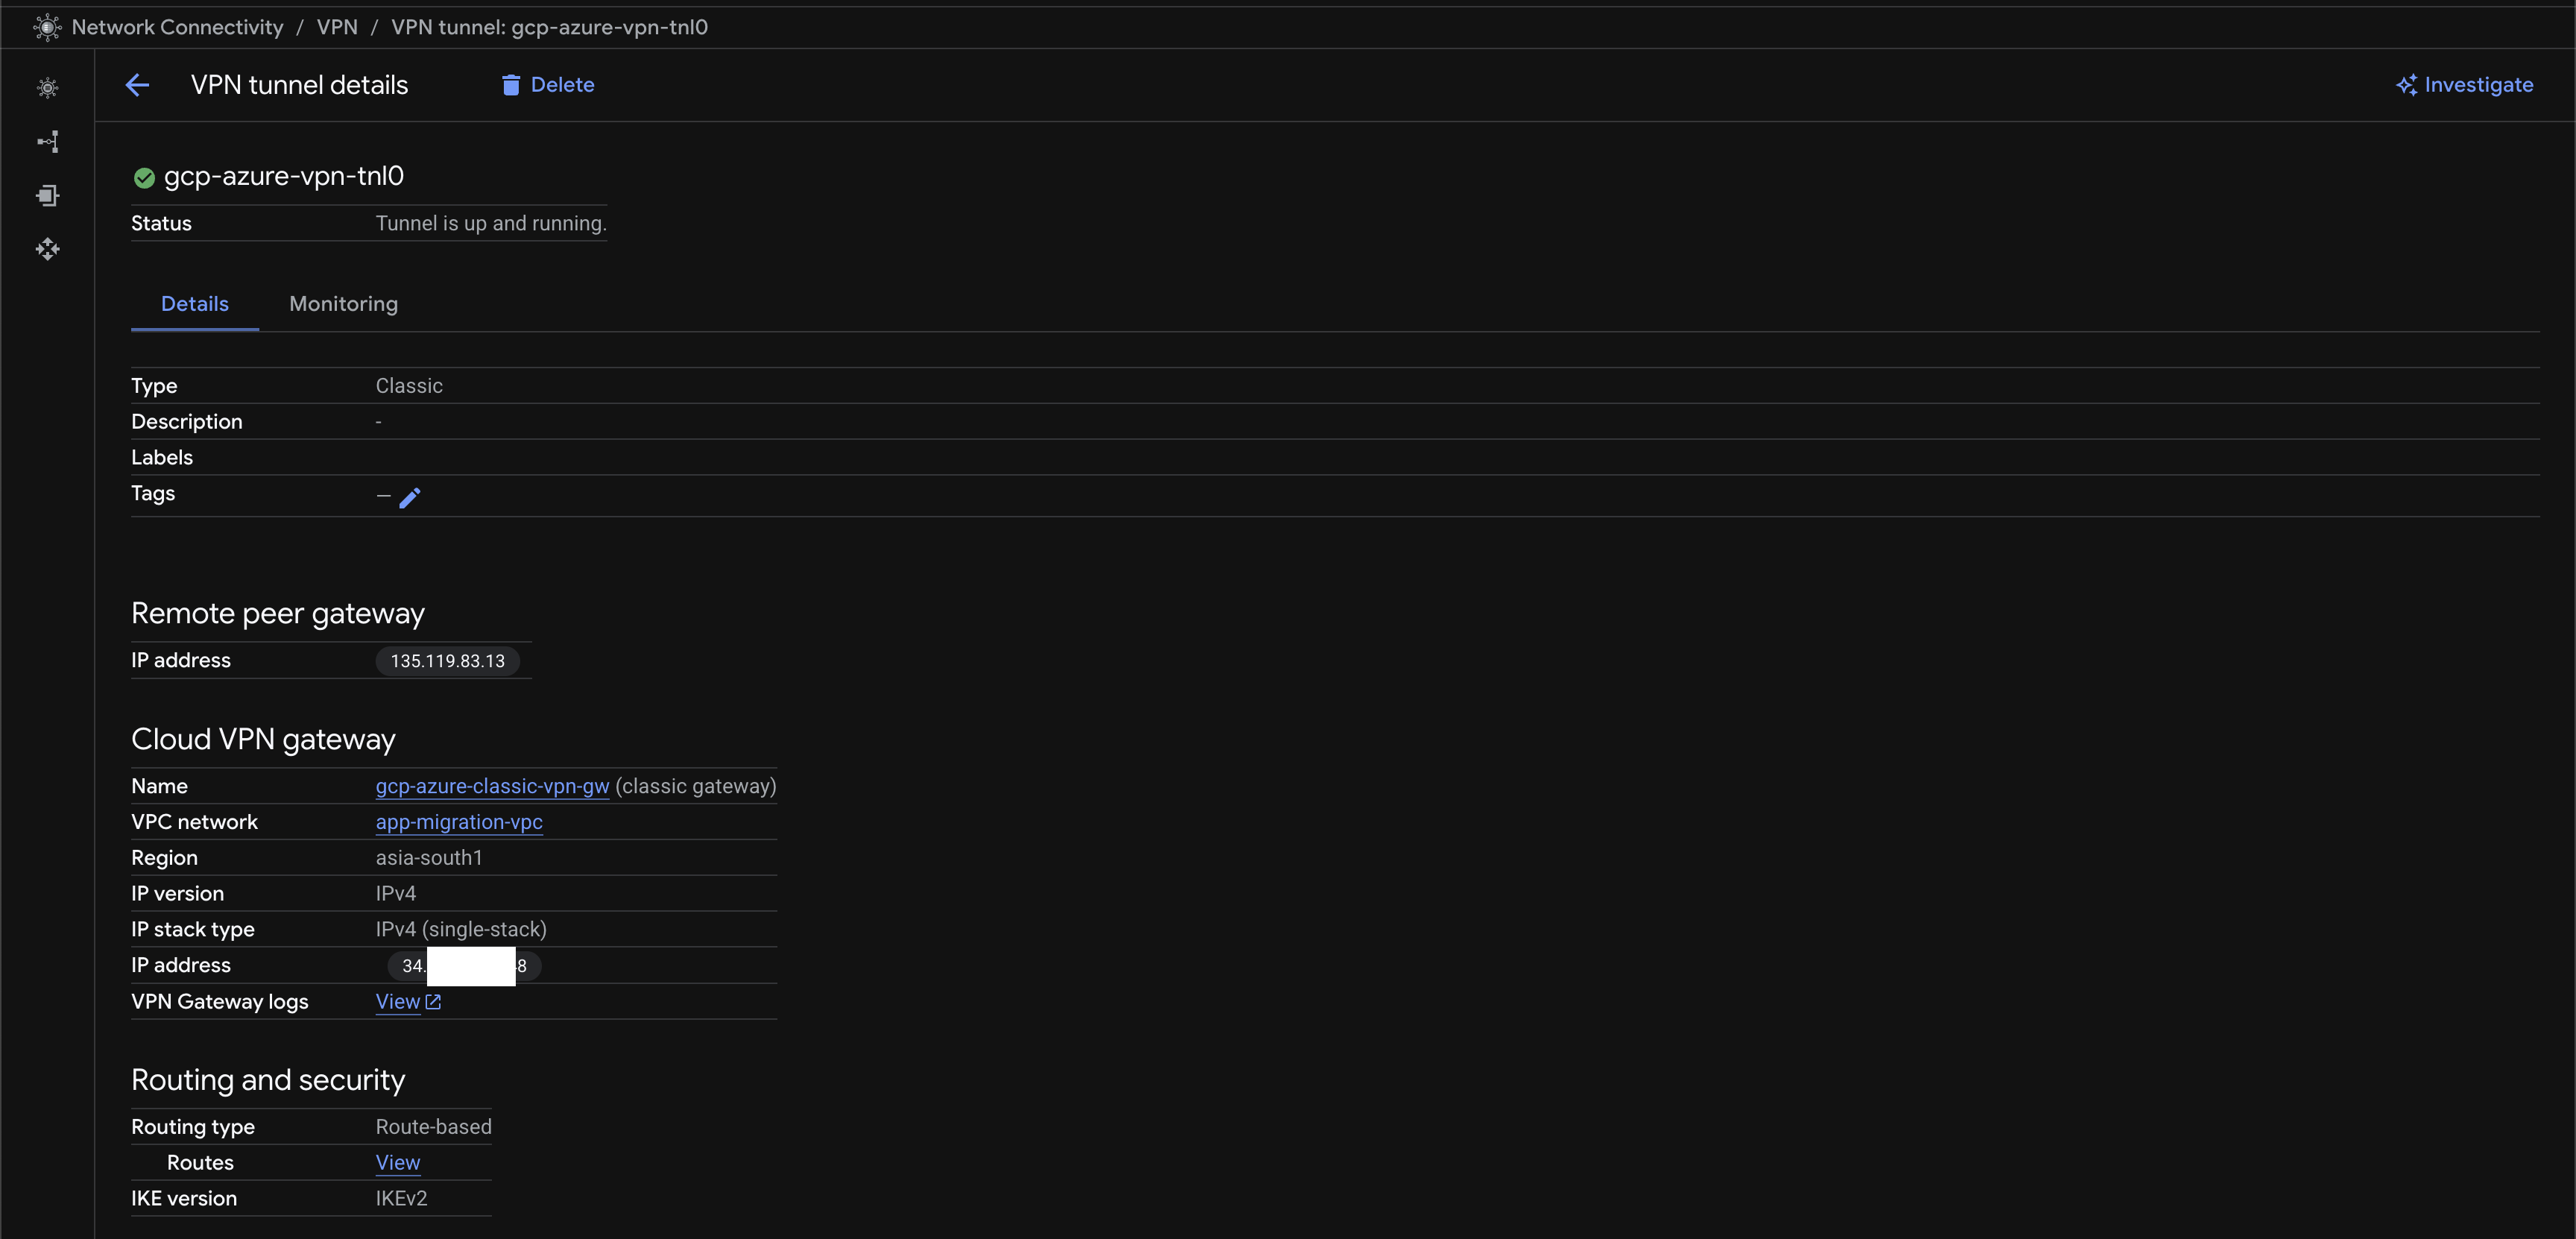 Network Connectivity / VPN / VPN tunnel: gcp-azure-vpn-tnl0
VPN tunnel details Delete Investigate
gcp-azure-vpn-tnl0
Status Tunnel is up and running.
Details Monitoring
Type Classic
Description -
Labels
Tags —
Remote peer gateway
IP address 135.119.83.13
Cloud VPN gateway
Name gcp-azure-classic-vpn-gw (classic gateway)
VPC network app-migration-vpc
Region asia-south1
IP version IPv4
IP stack type IPv4 (single-stack)
IP address 34. 8
VPN Gateway logs View
Routing and security
Routing type Route-based
Routes View
IKE version IKEv2